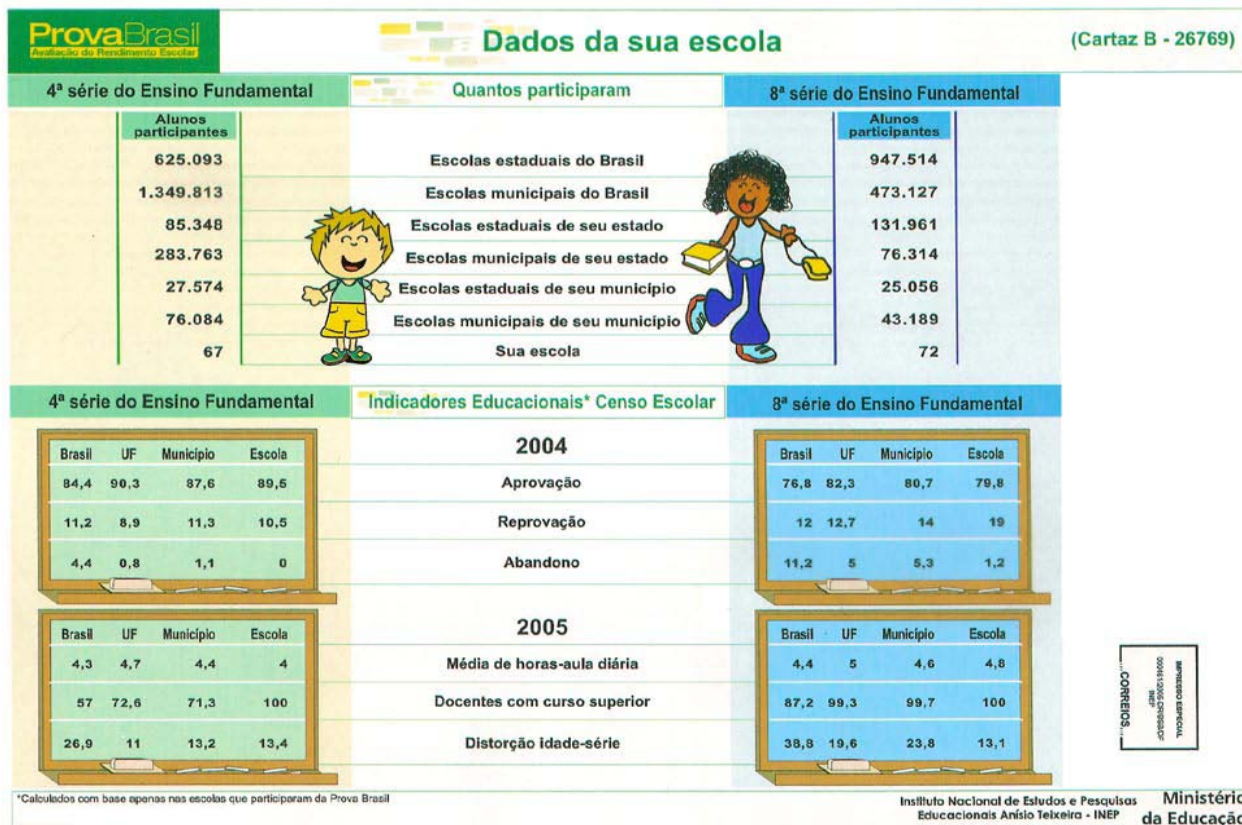 ProvaBrasil
Avaliação do Rendimento Escolar
Dados da sua escola
(Cartaz B - 26769)
4ª série do Ensino Fundamental
Quantos participaram
8ª série do Ensino Fundamental
Alunos participantes
Alunos participantes
625.093 Escolas estaduais do Brasil 947.514
1.349.813 Escolas municipais do Brasil 473.127
85.348 Escolas estaduais de seu estado 131.961
283.763 Escolas municipais de seu estado 76.314
27.574 Escolas estaduais de seu município 25.056
76.084 Escolas municipais de seu município 43.189
67 Sua escola 72
4ª série do Ensino Fundamental
Indicadores Educacionais* Censo Escolar
8ª série do Ensino Fundamental
2004
Brasil UF Município Escola Brasil UF Município Escola
84,4 90,3 87,6 89,5 Aprovação 76,8 82,3 80,7 79,8
11,2 8,9 11,3 10,5 Reprovação 12 12,7 14 19
4,4 0,8 1,1 0 Abandono 11,2 5 5,3 1,2
2005
Brasil UF Município Escola Brasil UF Município Escola
4,3 4,7 4,4 4 Média de horas-aula diária 4,4 5 4,6 4,8
57 72,6 71,3 100 Docentes com curso superior 87,2 99,3 99,7 100
26,9 11 13,2 13,4 Distorção idade-série 38,8 19,6 23,8 13,1
IMPRESSO ESPECIAL
INEP
...CORREIOS...
*Calculados com base apenas nas escolas que participaram da Prova Brasil
Instituto Nacional de Estudos e Pesquisas
Educacionais Anísio Teixeira - INEP
Ministério
da Educação